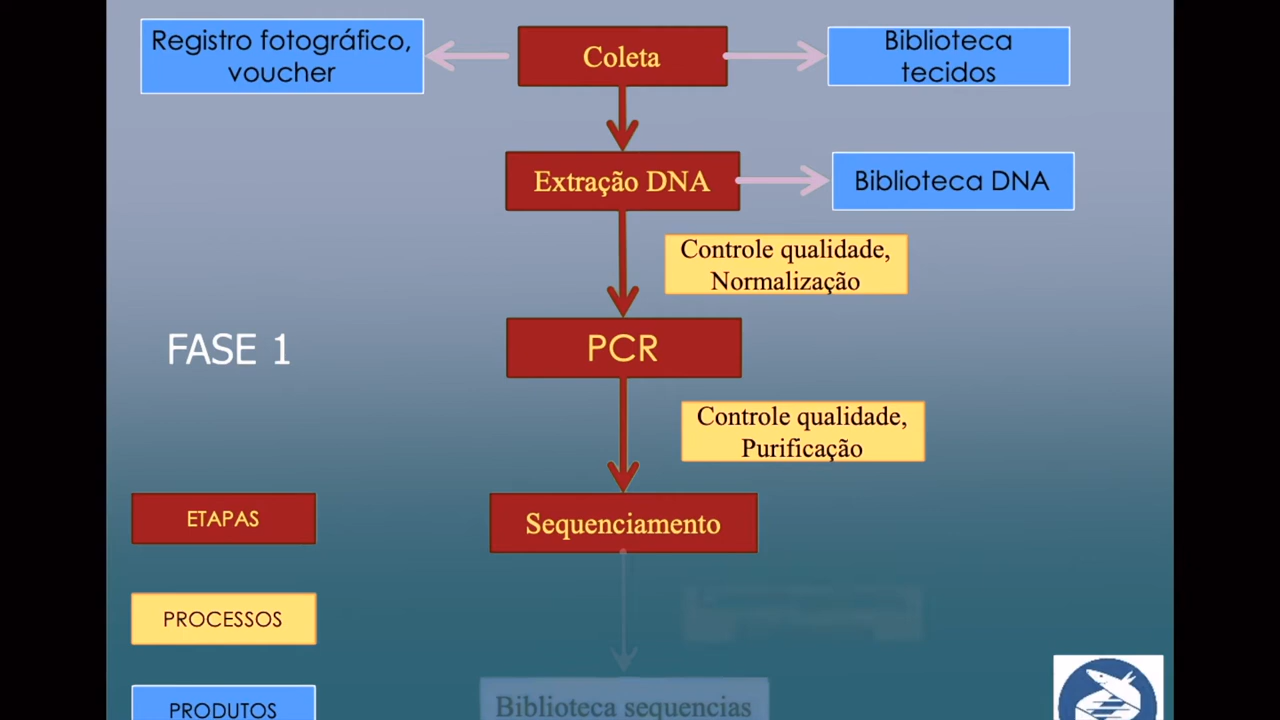 Registro fotográfico,
voucher
Coleta
Biblioteca
tecidos
Extração DNA
Biblioteca DNA
Controle qualidade,
Normalização
FASE 1
PCR
Controle qualidade,
Purificação
ETAPAS
Sequenciamento
PROCESSOS
PRODUTOS
Biblioteca sequencias